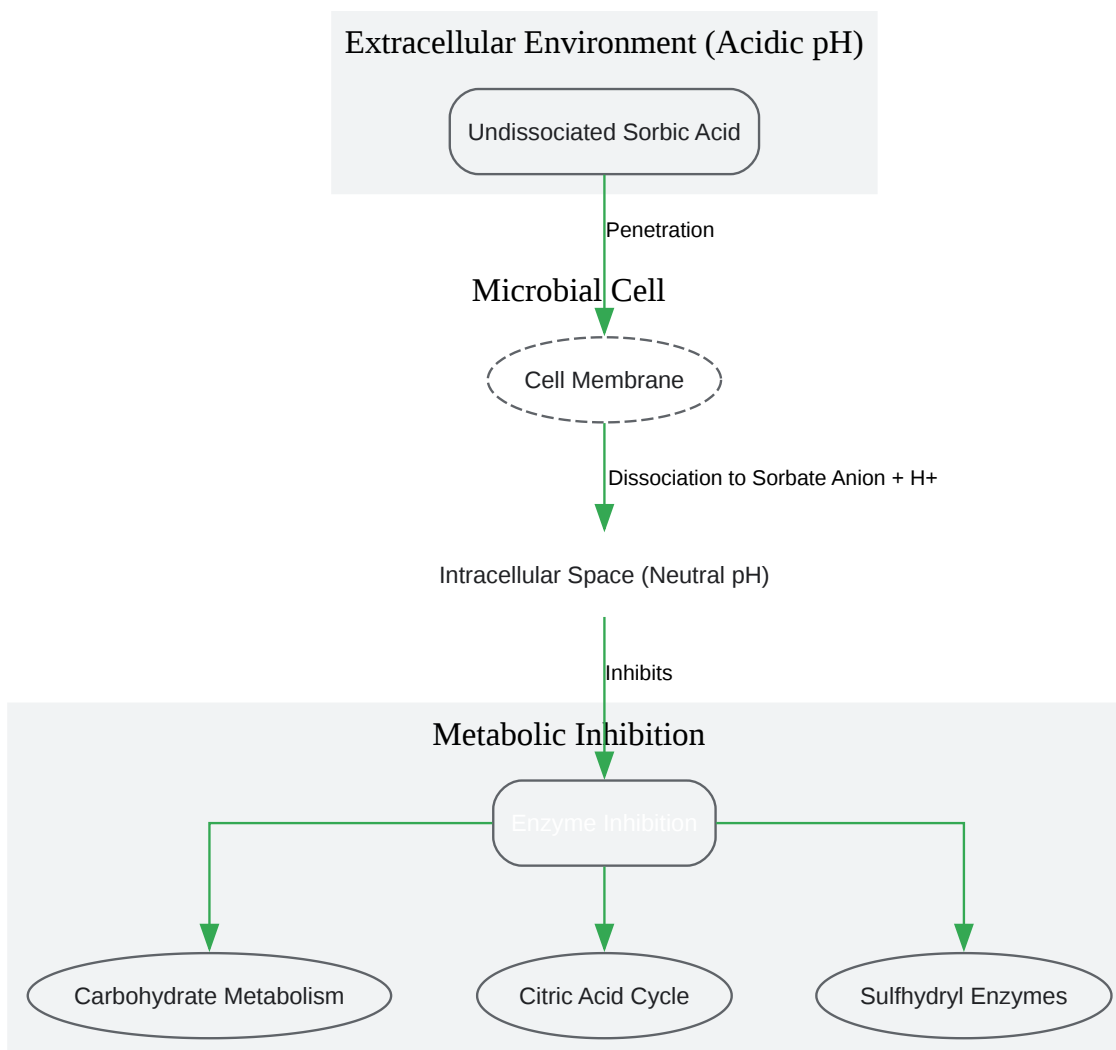 Extracellular Environment (Acidic pH)
Undissociated Sorbic Acid
Penetration
Microbial Cell
Cell Membrane
Dissociation to Sorbate Anion + H+
Intracellular Space (Neutral pH)
Inhibits
Metabolic Inhibition
Enzyme Inhibition
Carbohydrate Metabolism
Citric Acid Cycle
Sulfhydryl Enzymes